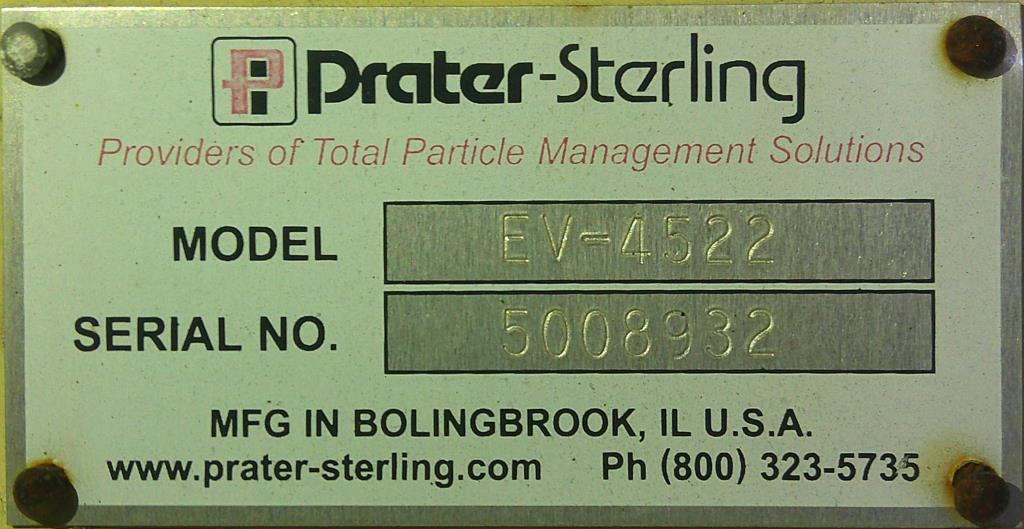 P Prater-Sterling
Providers of Total Particle Management Solutions
MODEL EV-4522
SERIAL NO. 5008932
MFG IN BOLINGBROOK, IL U.S.A.
www.prater-sterling.com Ph (800) 323-5735